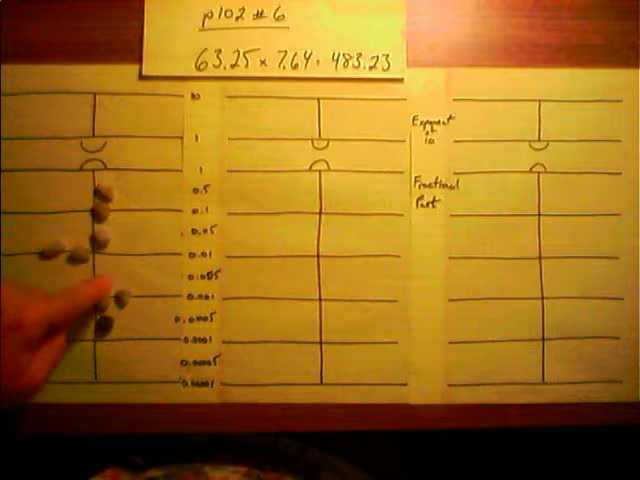 p102 #6
63.25 x 7.64 = 483.23
10
1
1
0.5
0.1
0.05
0.01
0.005
0.001
0.0005
0.0001
0.00005
0.00001
Exponent
of
10
Fractional
Part